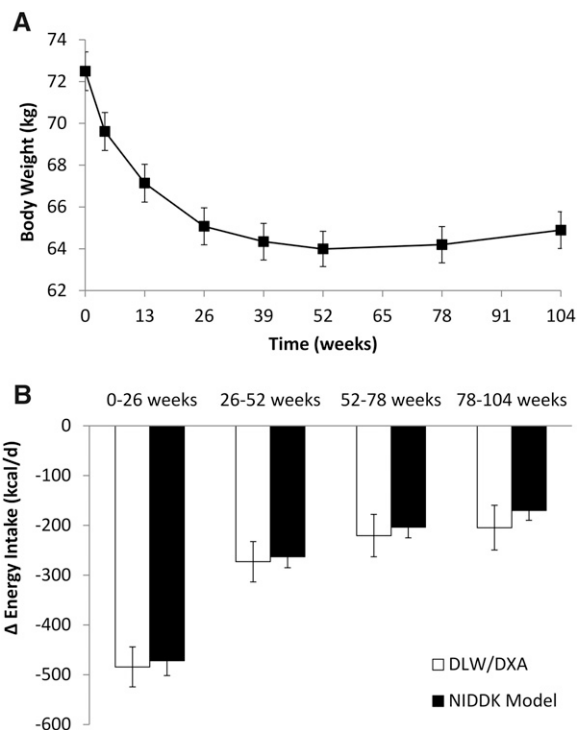 A
74
72
70
68
66
64
62
Body Weight (kg)
0 13 26 39 52 65 78 91 104
Time (weeks)
B
0-26 weeks 26-52 weeks 52-78 weeks 78-104 weeks
0
-100
-200
-300
-400
-500
-600
Δ Energy Intake (kcal/d)
DLW/DXA
NIDDK Model